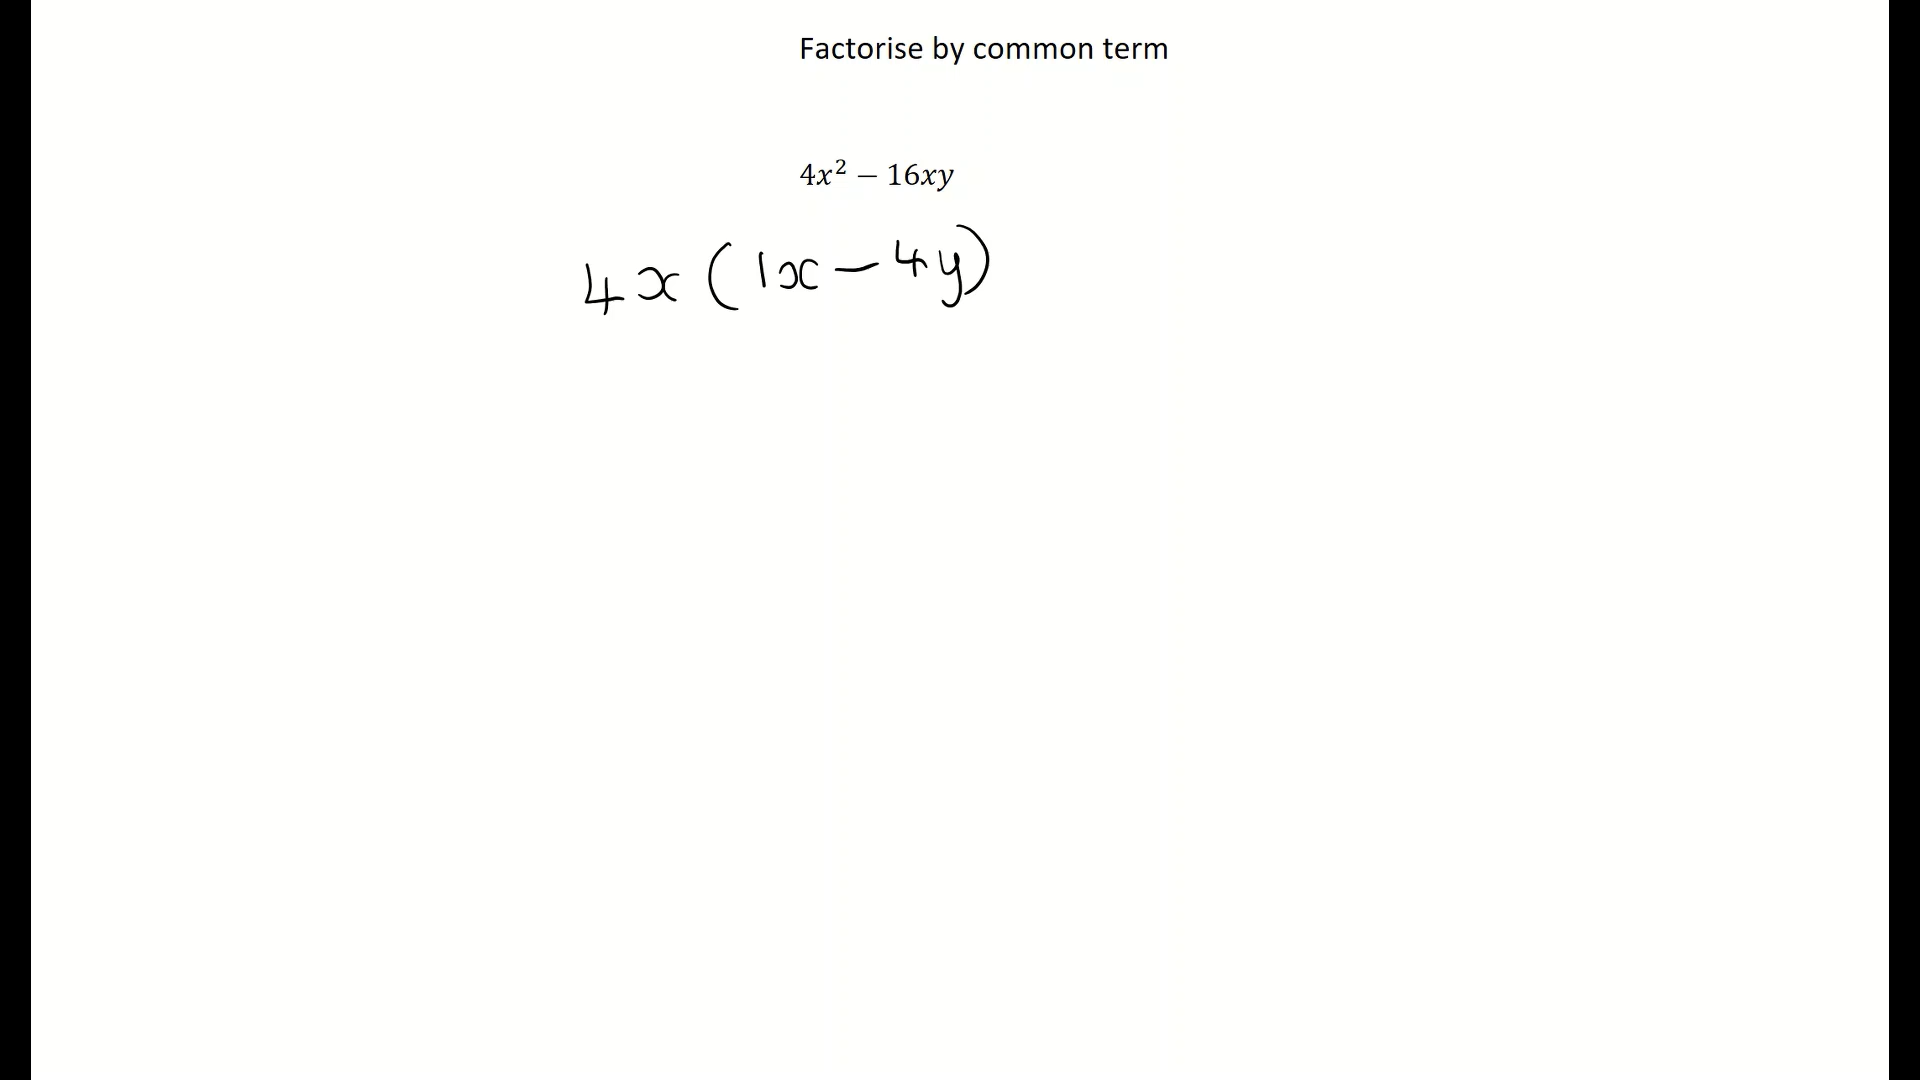 Factorise by common term
4x² − 16xy
4x (1x − 4y)